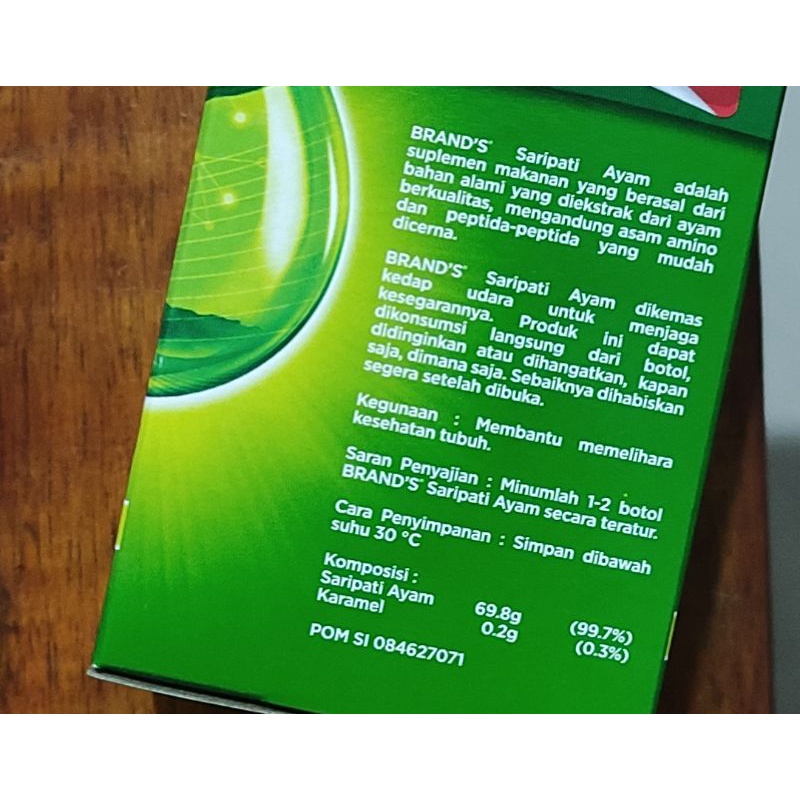 BRAND'S® Saripati Ayam adalah
suplemen makanan yang berasal dari
bahan alami yang diekstrak dari ayam
berkualitas, mengandung asam amino
dan peptida-peptida yang mudah
dicerna.
BRAND'S® Saripati Ayam dikemas
kedap udara untuk menjaga
kesegarannya. Produk ini dapat
dikonsumsi langsung dari botol,
didinginkan atau dihangatkan, kapan
saja, dimana saja. Sebaiknya dihabiskan
segera setelah dibuka.
Kegunaan : Membantu memelihara
kesehatan tubuh.
Saran Penyajian : Minumlah 1-2 botol
BRAND'S® Saripati Ayam secara teratur.
Cara Penyimpanan : Simpan dibawah
suhu 30 °C
Komposisi :
Saripati Ayam 69.8g (99.7%)
Karamel 0.2g (0.3%)
POM SI 084627071